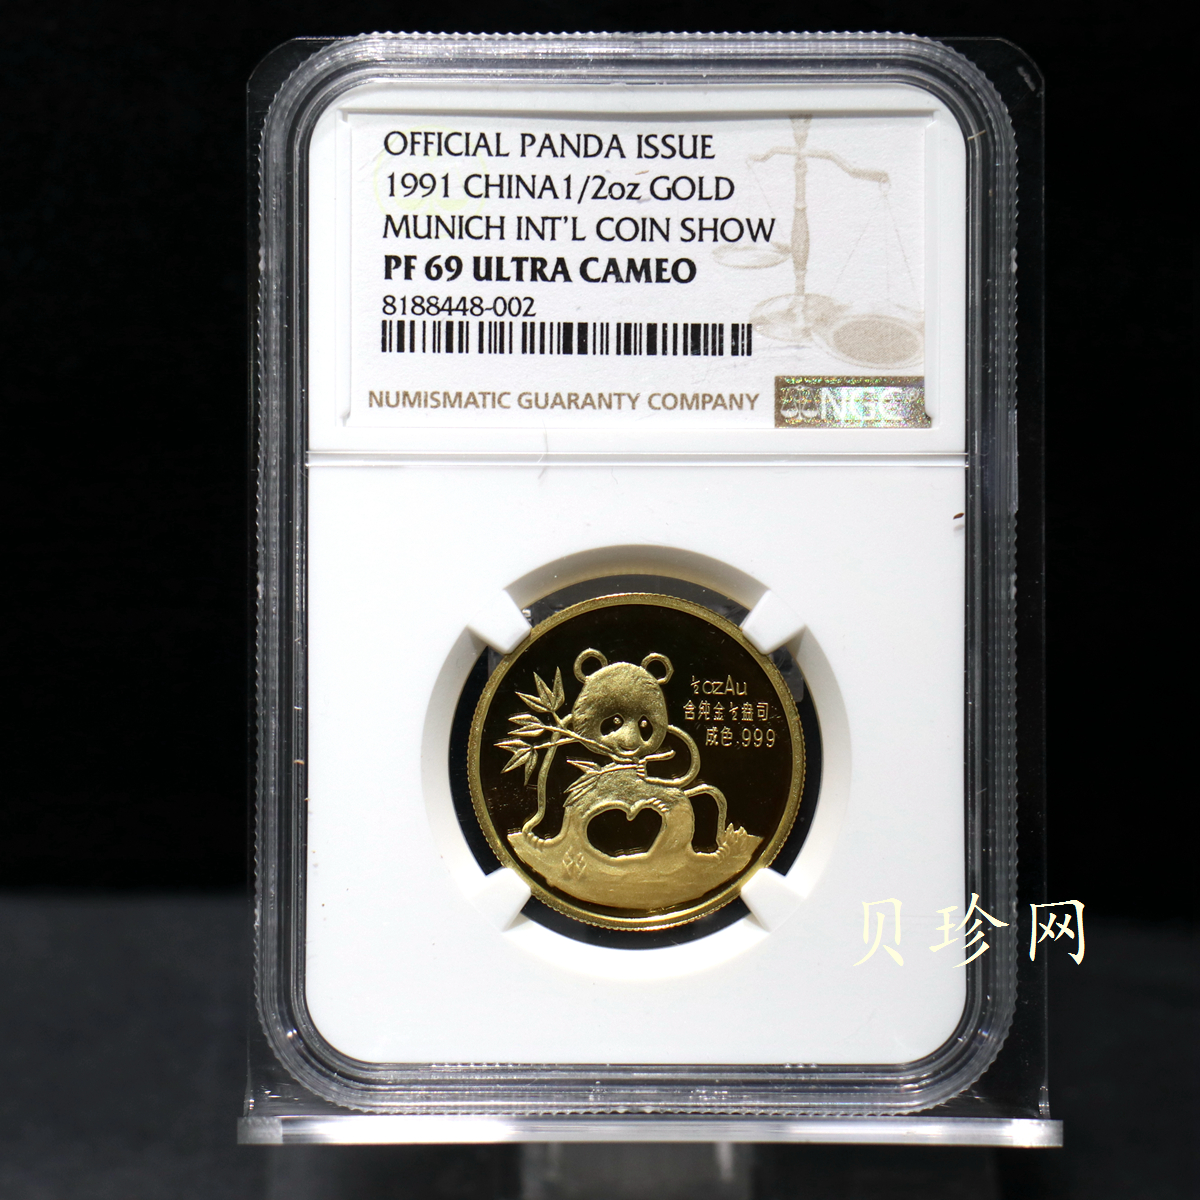 OFFICIAL PANDA ISSUE
1991 CHINA1/2oz GOLD
MUNICH INT'L COIN SHOW
PF 69 ULTRA CAMEO
8188448-002
NUMISMATIC GUARANTY COMPANY
NGC
½ozAu
含纯金½盎司
成色.999
贝珍网